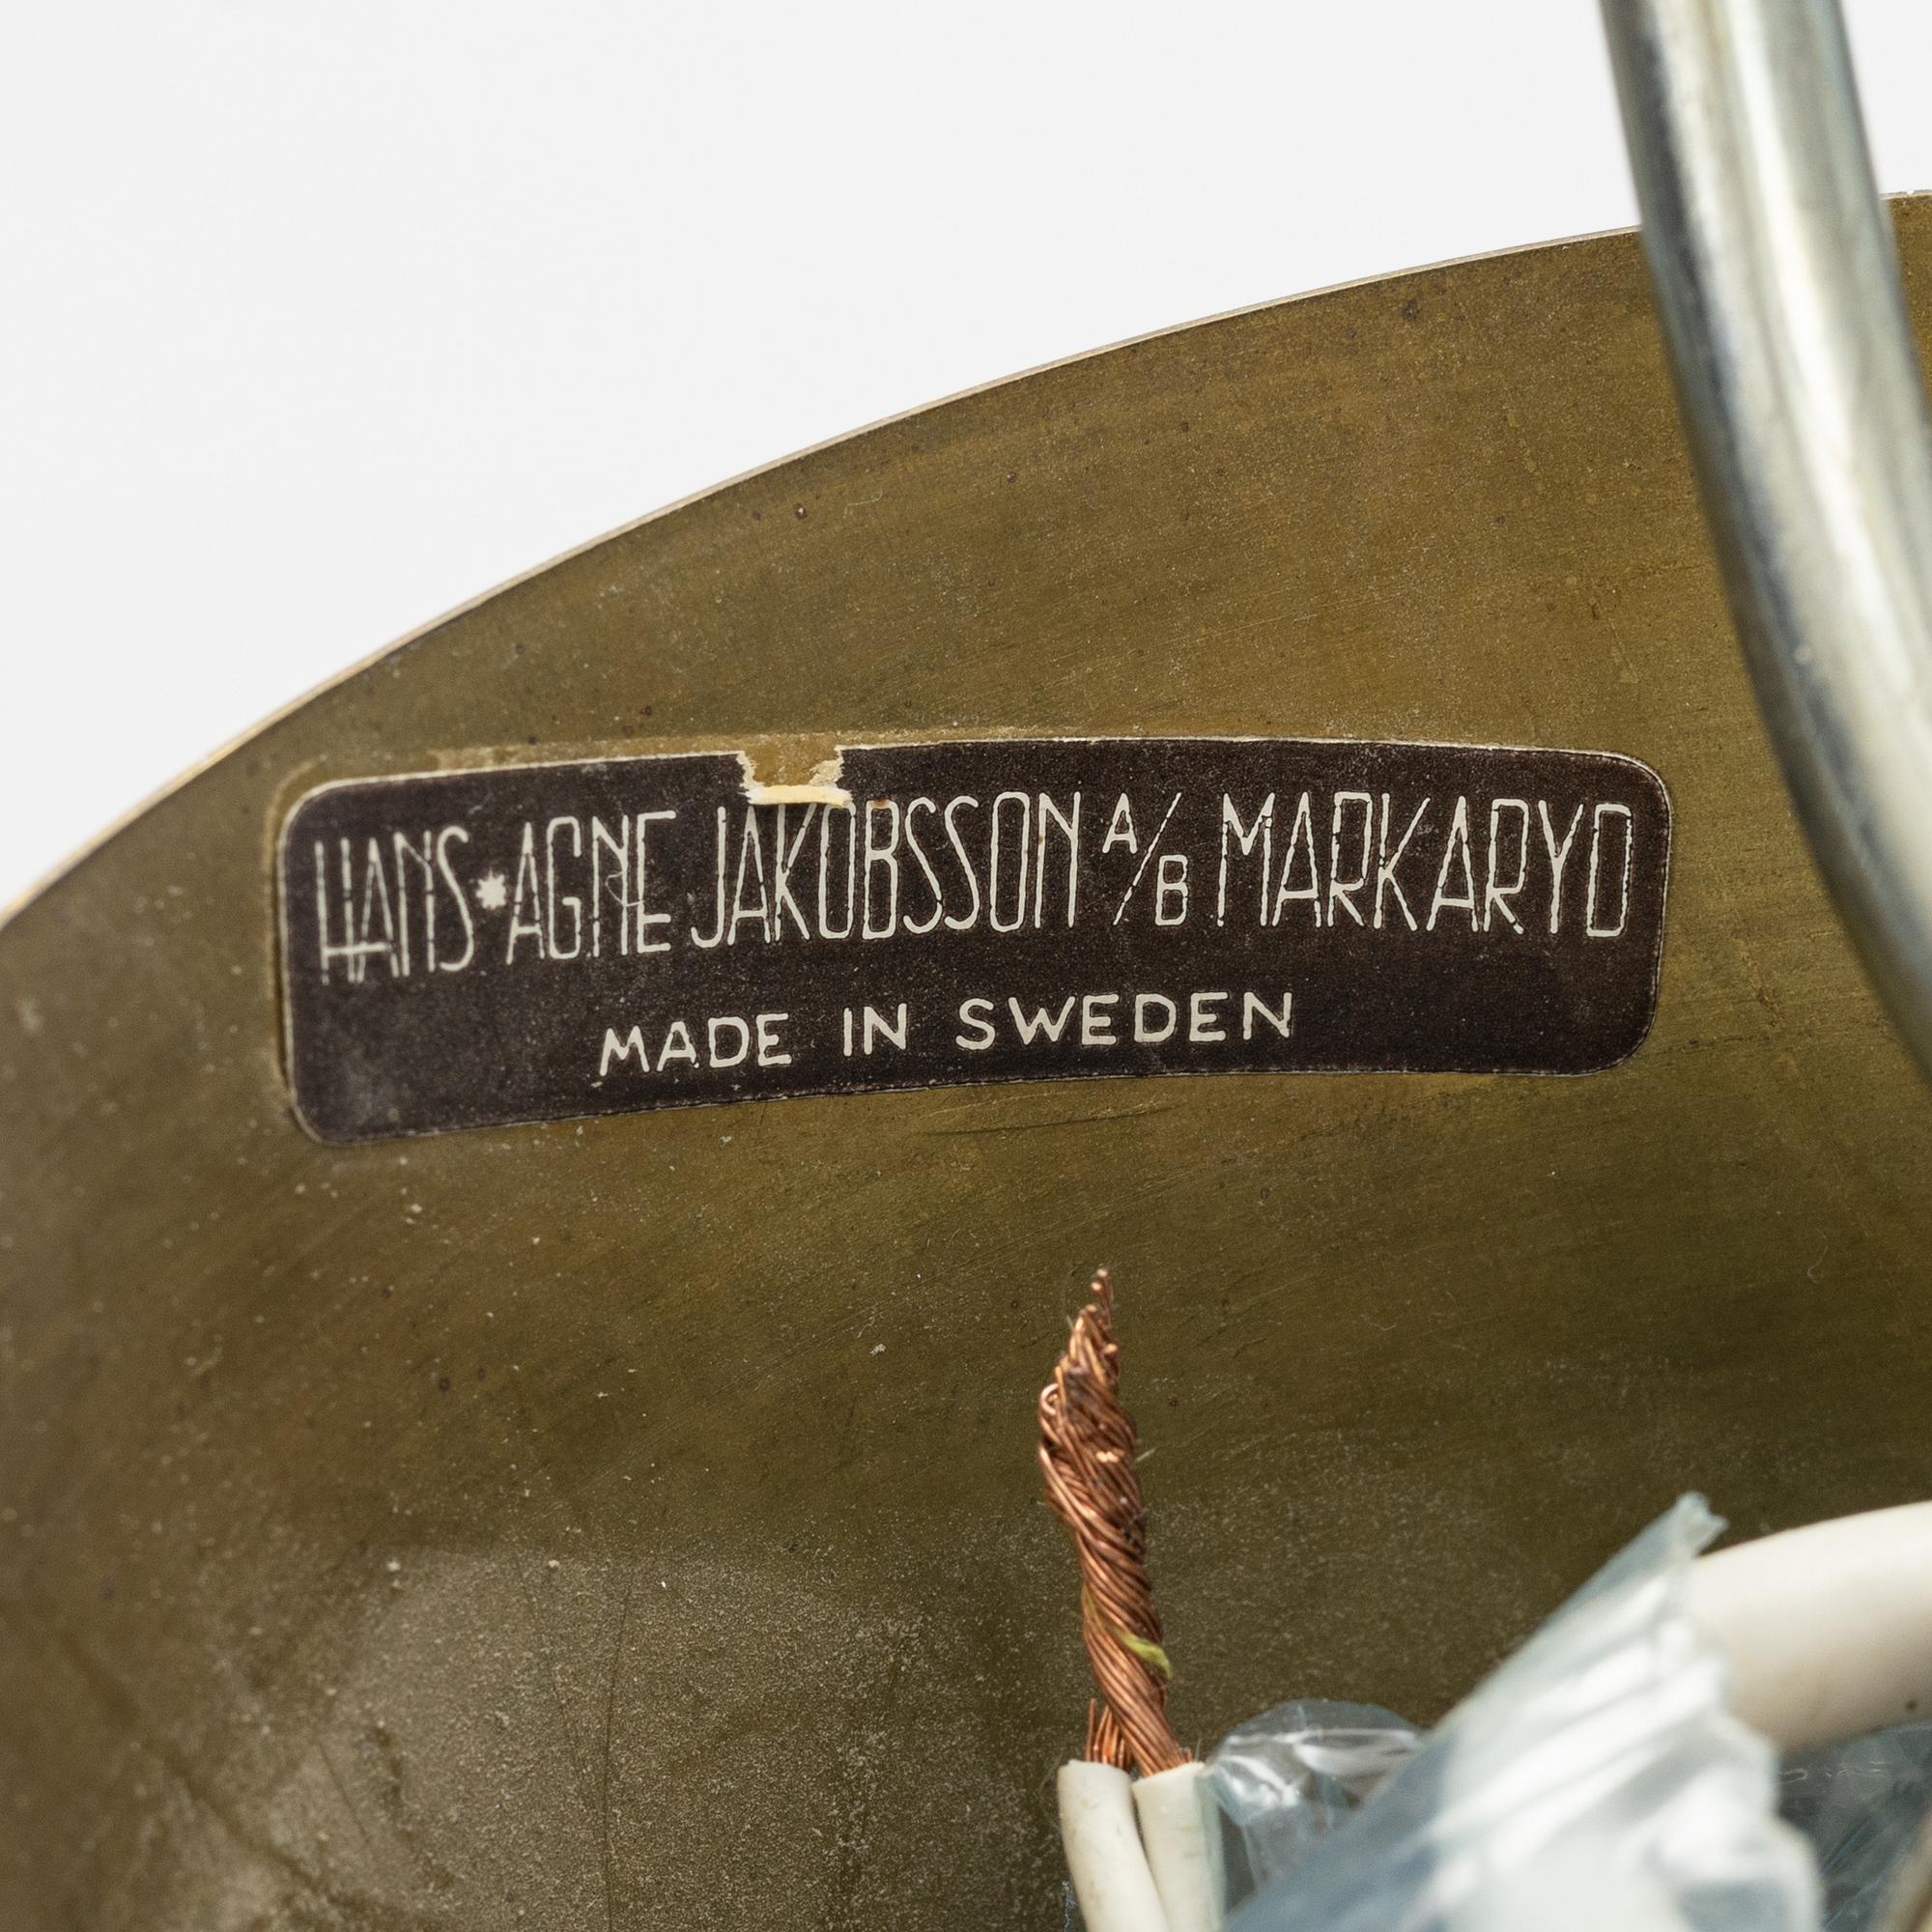 HANS*AGNE JAKOBSSON A/B MARKARYD
MADE IN SWEDEN